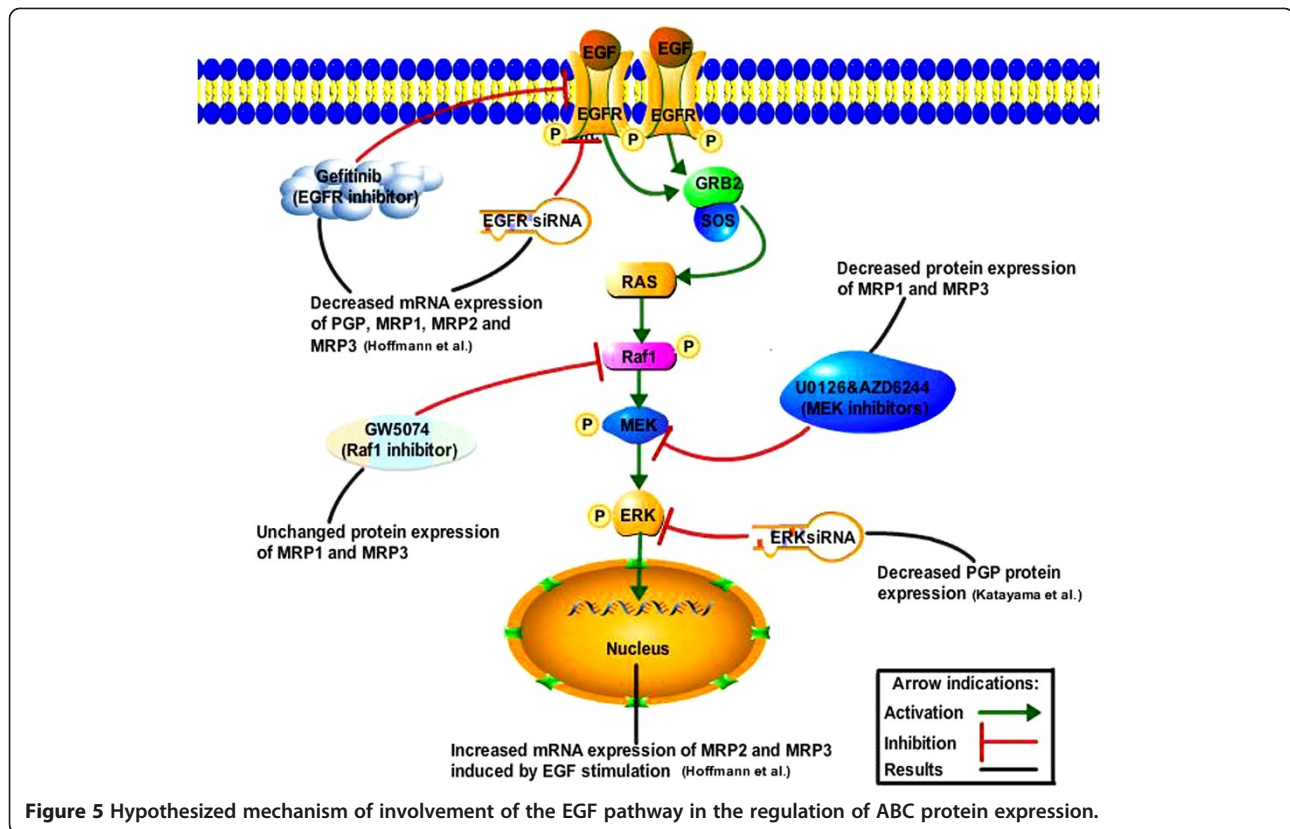 EGF
EGF
EGFR
EGFR
P
P
P
Gefitinib
(EGFR inhibitor)
EGFR siRNA
GRB2
SOS
Decreased mRNA expression
of PGP, MRP1, MRP2 and
MRP3 (Hoffmann et al.)
RAS
Decreased protein expression
of MRP1 and MRP3
Raf1
P
U0126&AZD6244
(MEK inhibitors)
GW5074
(Raf1 inhibitor)
P
MEK
Unchanged protein expression
of MRP1 and MRP3
P
ERK
ERKsiRNA
Decreased PGP protein
expression (Katayama et al.)
Nucleus
Increased mRNA expression of MRP2 and MRP3
induced by EGF stimulation (Hoffmann et al.)
Arrow indications:
Activation
Inhibition
Results
Figure 5 Hypothesized mechanism of involvement of the EGF pathway in the regulation of ABC protein expression.